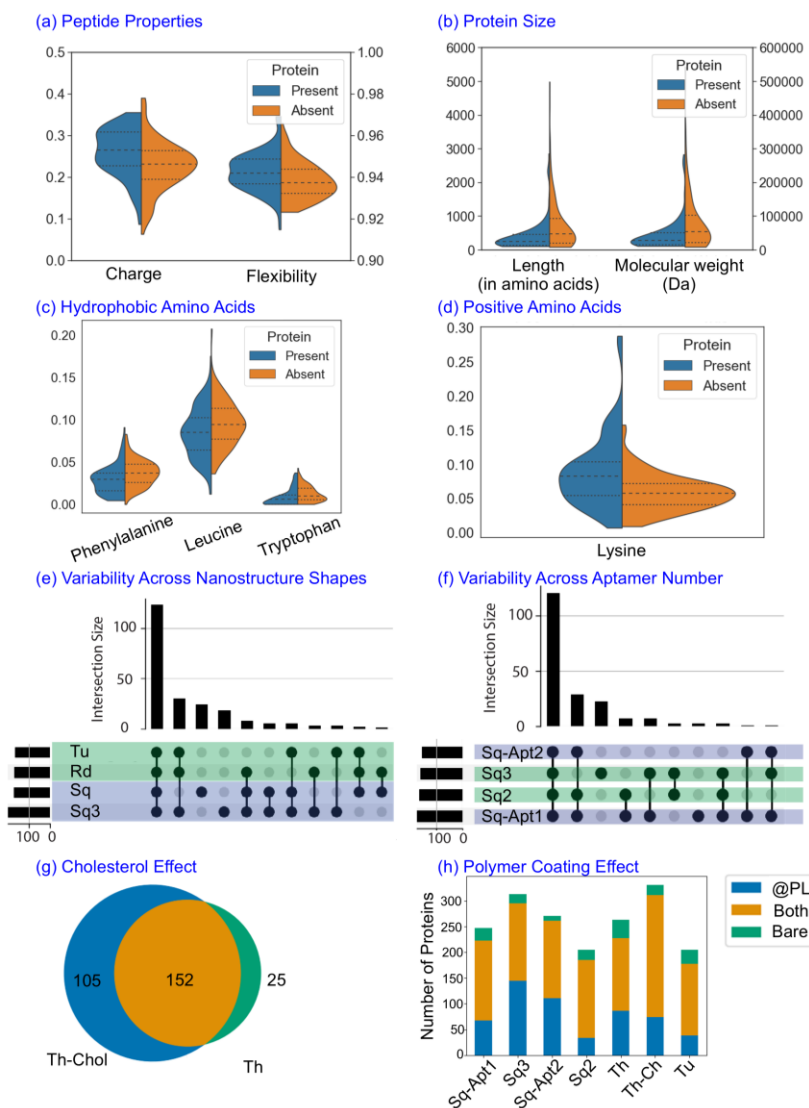 (a) Peptide Properties
(b) Protein Size
0.5
0.4
0.3
0.2
0.1
0.0
1.00
0.98
0.96
0.94
0.92
0.90
Protein
Present
Absent
Charge
Flexibility
6000
5000
4000
3000
2000
1000
0
600000
500000
400000
300000
200000
100000
0
Protein
Present
Absent
Length
(in amino acids)
Molecular weight
(Da)
(c) Hydrophobic Amino Acids
(d) Positive Amino Acids
0.20
0.15
0.10
0.05
0.00
Protein
Present
Absent
Phenylalanine
Leucine
Tryptophan
0.30
0.25
0.20
0.15
0.10
0.05
0.00
Protein
Present
Absent
Lysine
(e) Variability Across Nanostructure Shapes
(f) Variability Across Aptamer Number
Intersection Size
100
50
0
Tu
Rd
Sq
Sq3
100 0
Intersection Size
100
50
0
Sq-Apt2
Sq3
Sq2
Sq-Apt1
100 0
(g) Cholesterol Effect
(h) Polymer Coating Effect
105
152
25
Th-Chol
Th
Number of Proteins
300
250
200
150
100
50
0
Sq-Apt1
Sq3
Sq-Apt2
Sq2
Th
Th-Ch
Tu
@PL
Both
Bare